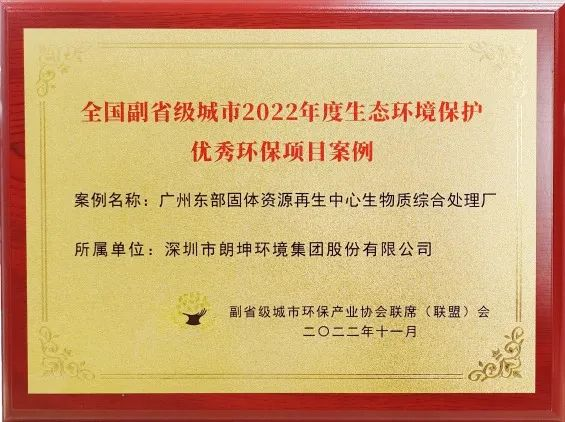 全国副省级城市2022年度生态环境保护
优秀环保项目案例
案例名称：广州东部固体资源再生中心生物质综合处理厂
所属单位：深圳市朗坤环境集团股份有限公司
副省级城市环保产业协会联席（联盟）会
二〇二二年十一月